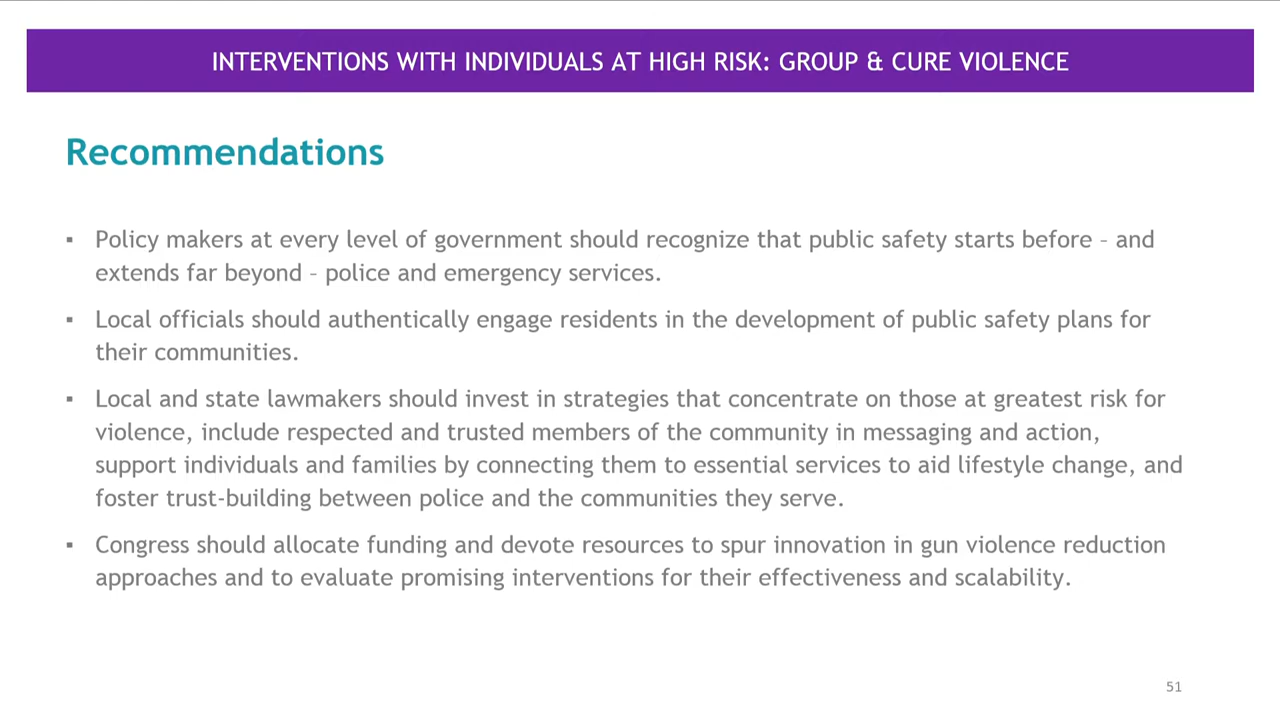 INTERVENTIONS WITH INDIVIDUALS AT HIGH RISK: GROUP & CURE VIOLENCE
Recommendations
▪ Policy makers at every level of government should recognize that public safety starts before – and
extends far beyond – police and emergency services.
▪ Local officials should authentically engage residents in the development of public safety plans for
their communities.
▪ Local and state lawmakers should invest in strategies that concentrate on those at greatest risk for
violence, include respected and trusted members of the community in messaging and action,
support individuals and families by connecting them to essential services to aid lifestyle change, and
foster trust-building between police and the communities they serve.
▪ Congress should allocate funding and devote resources to spur innovation in gun violence reduction
approaches and to evaluate promising interventions for their effectiveness and scalability.
51